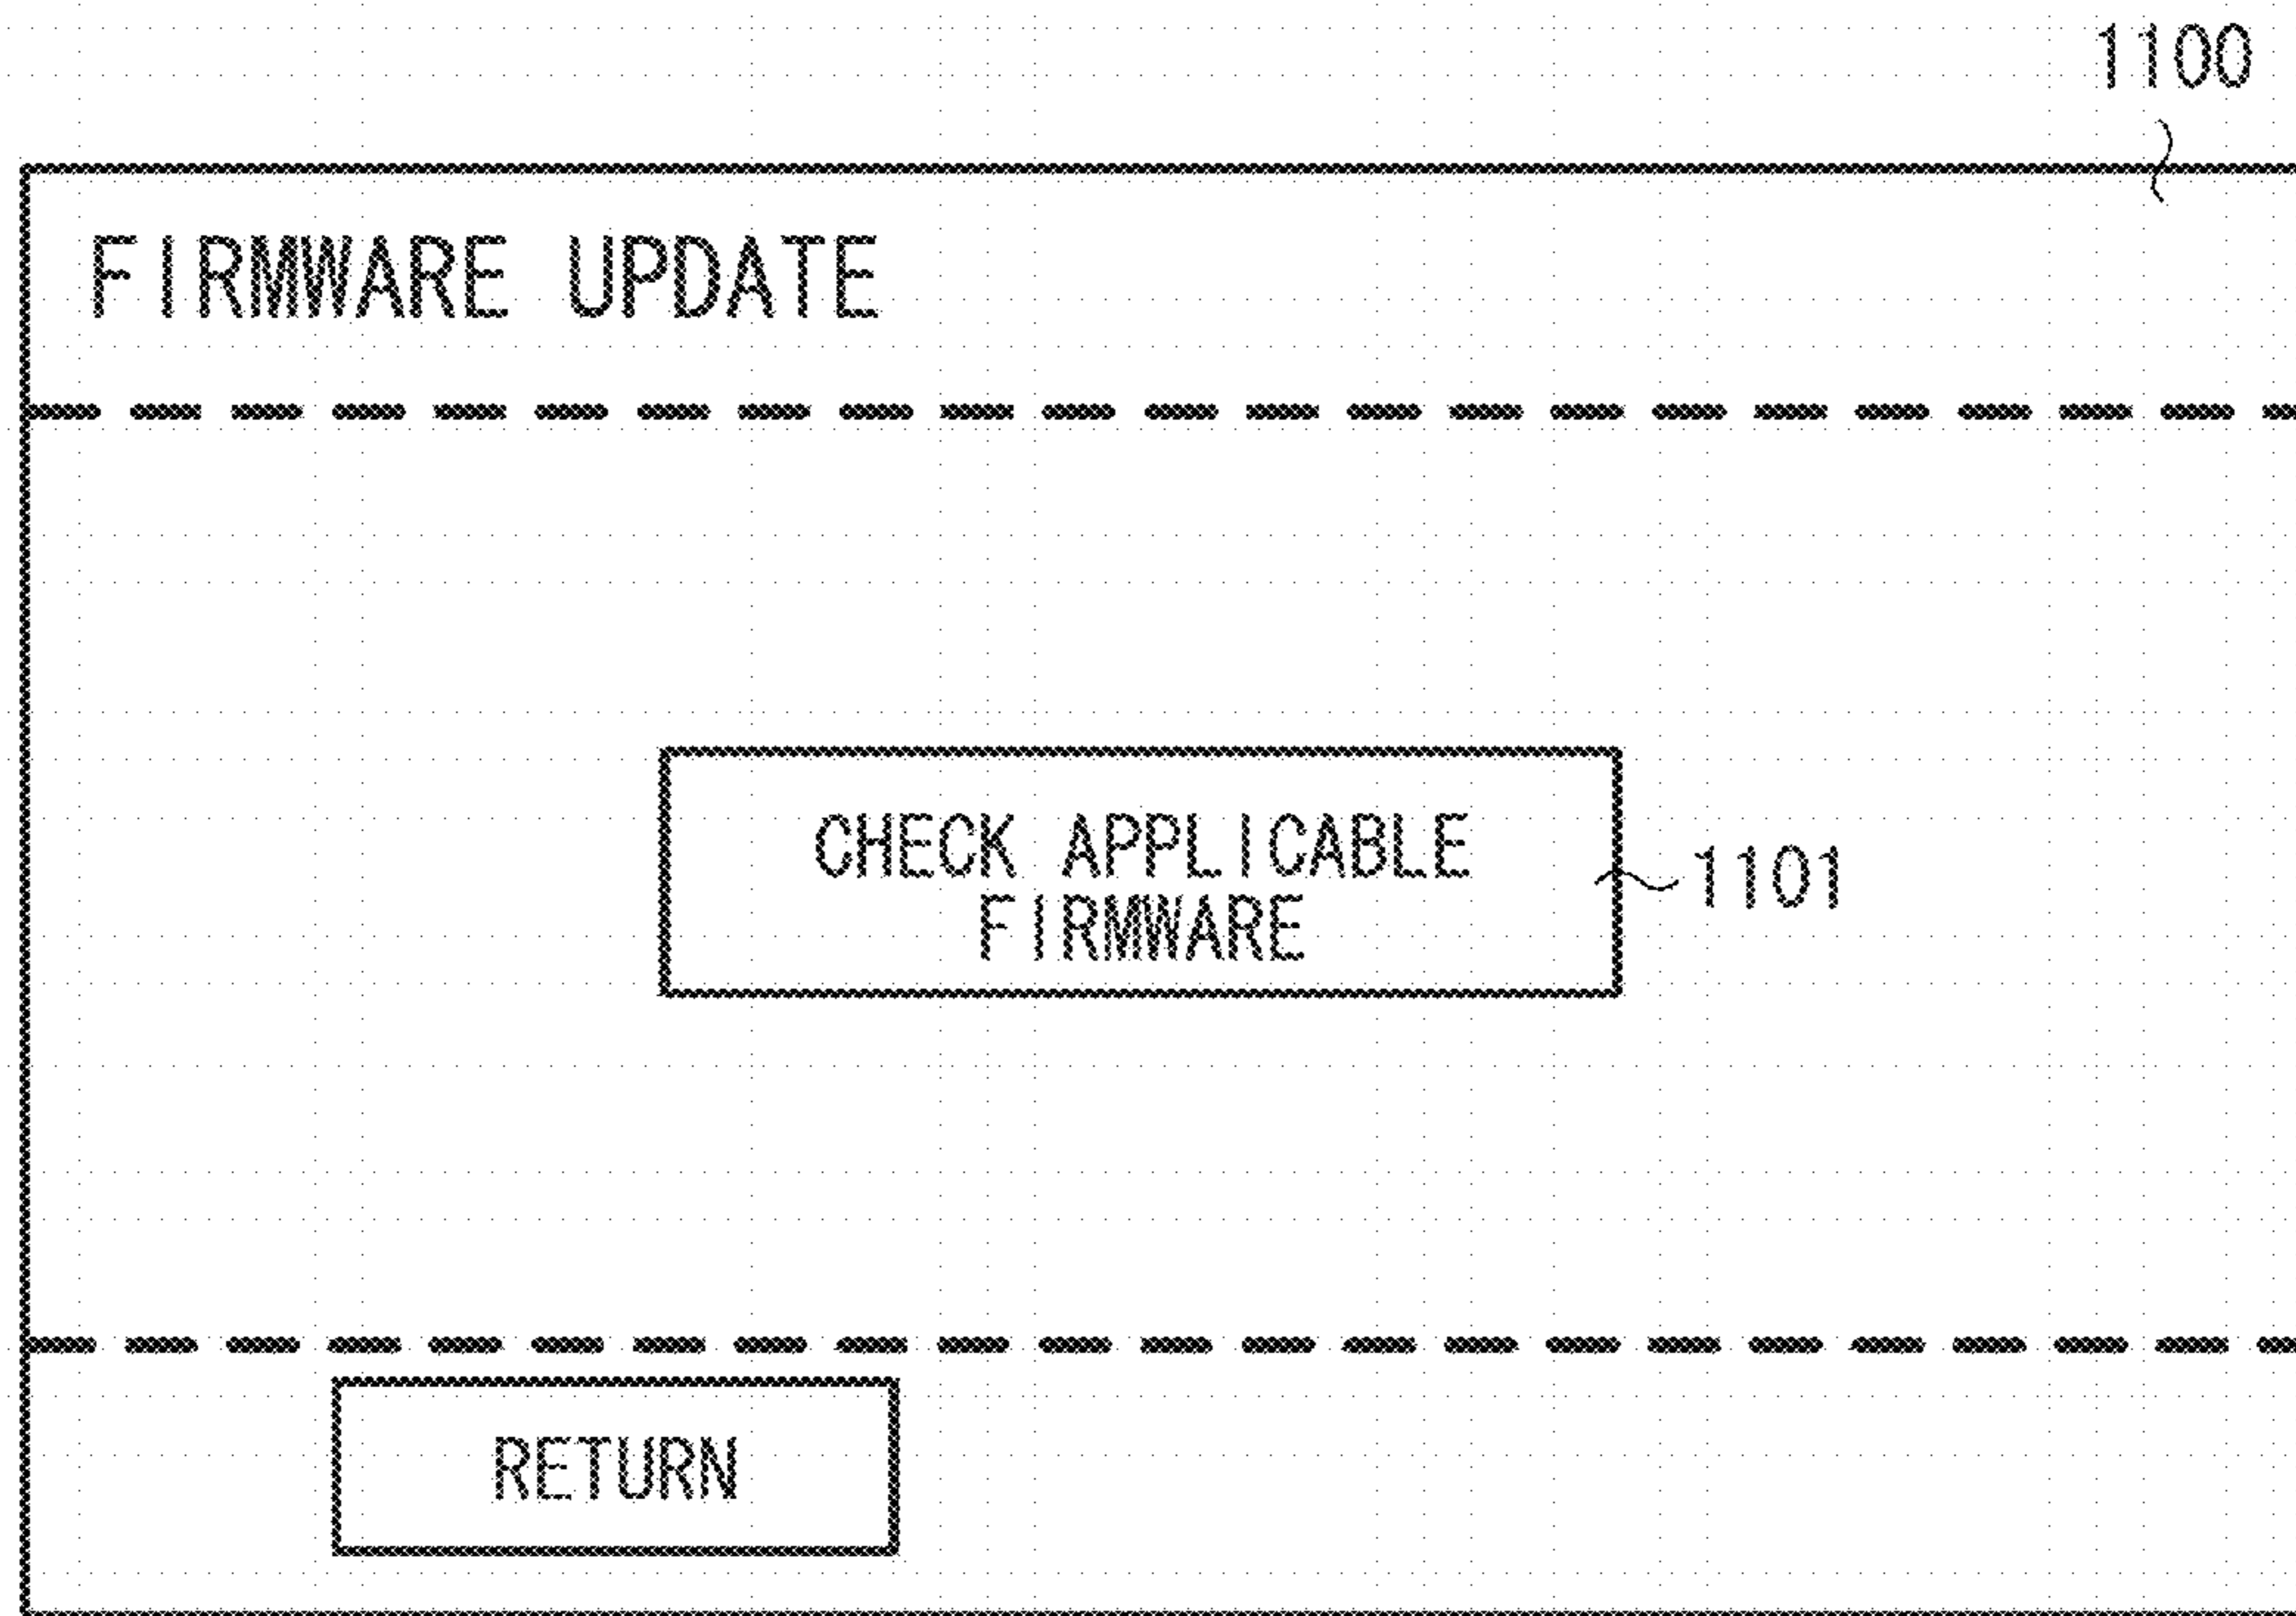 1100
FIRMWARE UPDATE
CHECK APPLICABLE
FIRMWARE
1101
RETURN